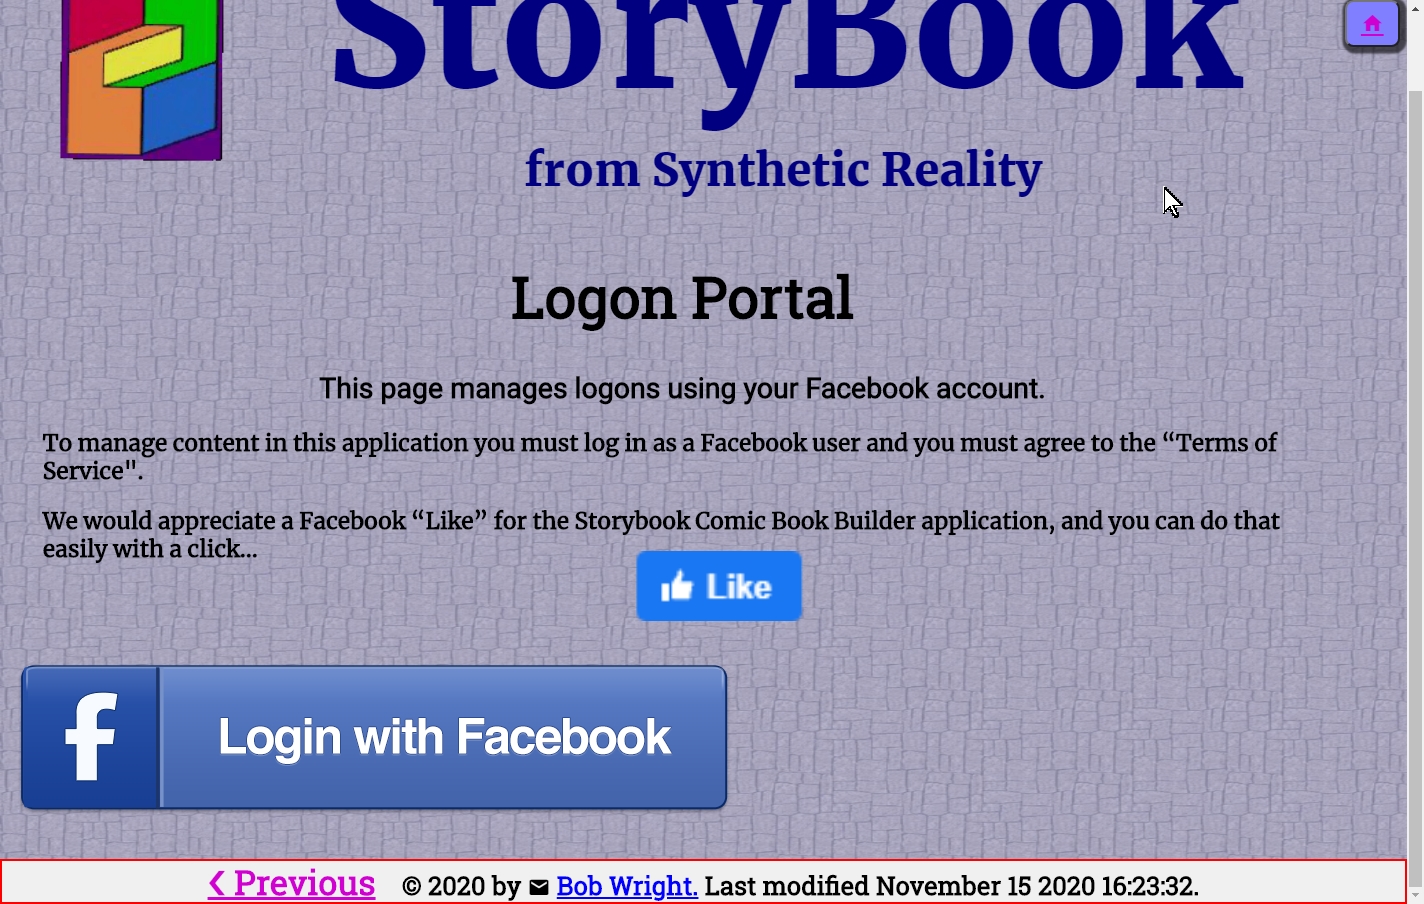 StoryBook
from Synthetic Reality
Logon Portal
This page manages logons using your Facebook account.
To manage content in this application you must log in as a Facebook user and you must agree to the “Terms of
Service".
We would appreciate a Facebook “Like” for the Storybook Comic Book Builder application, and you can do that
easily with a click...
Like
f Login with Facebook
< Previous © 2020 by Bob Wright. Last modified November 15 2020 16:23:32.